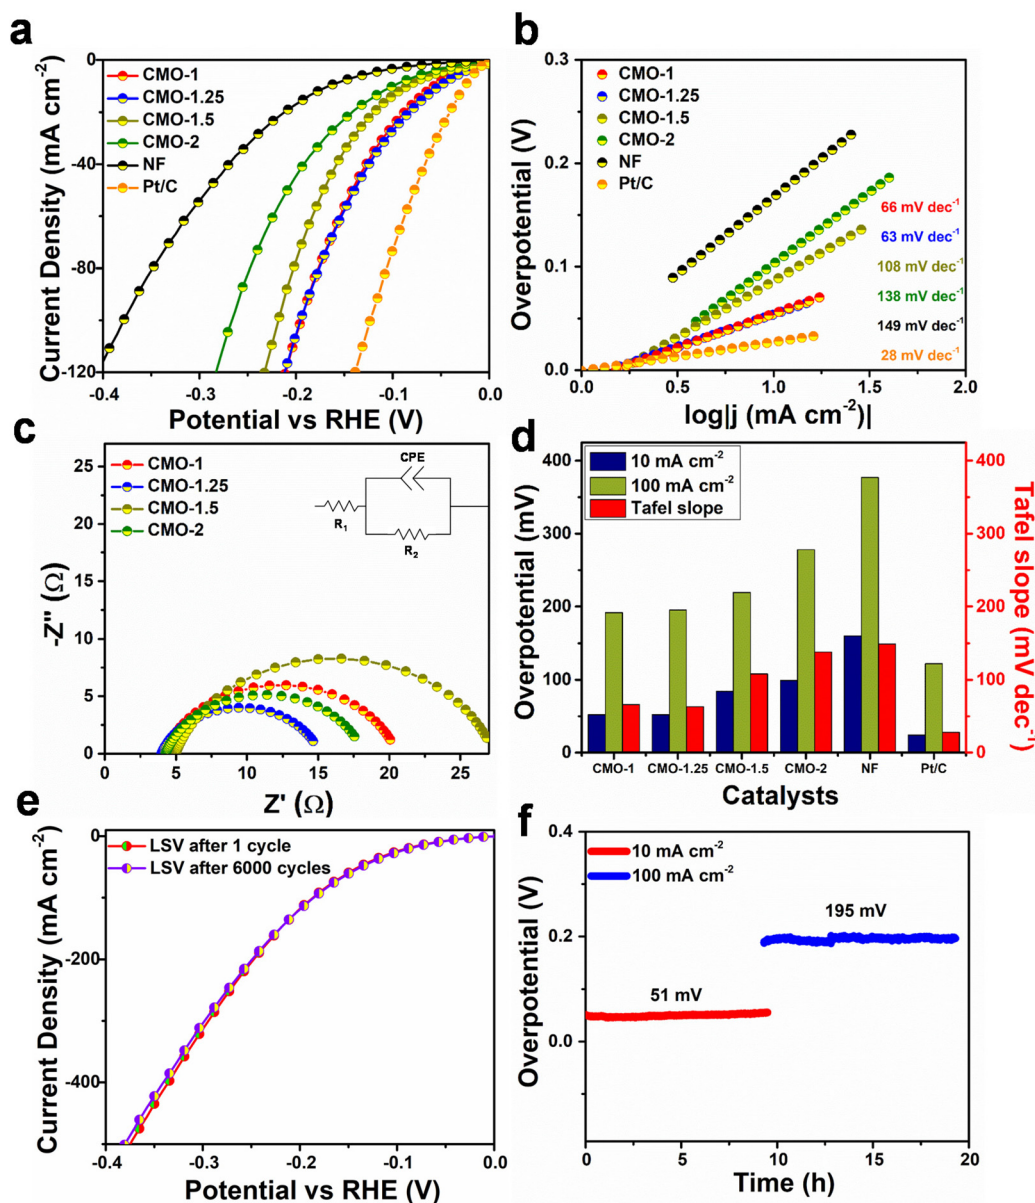 a
CMO-1
CMO-1.25
CMO-1.5
CMO-2
NF
Pt/C
0
-40
-80
-120
-0.4
-0.3
-0.2
-0.1
0.0
Current Density (mA cm⁻²)
Potential vs RHE (V)
b
CMO-1
CMO-1.25
CMO-1.5
CMO-2
NF
Pt/C
66 mV dec⁻¹
63 mV dec⁻¹
108 mV dec⁻¹
138 mV dec⁻¹
149 mV dec⁻¹
28 mV dec⁻¹
0.3
0.2
0.1
0.0
0.0
0.5
1.0
1.5
2.0
Overpotential (V)
log|j (mA cm⁻²)|
c
CMO-1
CMO-1.25
CMO-1.5
CMO-2
CPE
R₁
R₂
25
20
15
10
5
0
0
5
10
15
20
25
-Z'' (Ω)
Z' (Ω)
d
10 mA cm⁻²
100 mA cm⁻²
Tafel slope
400
300
200
100
0
400
300
200
100
0
CMO-1
CMO-1.25
CMO-1.5
CMO-2
NF
Pt/C
Overpotential (mV)
Tafel slope (mV dec⁻¹)
Catalysts
e
LSV after 1 cycle
LSV after 6000 cycles
0
-200
-400
-0.4
-0.3
-0.2
-0.1
0.0
Current Density (mA cm⁻²)
Potential vs RHE (V)
f
10 mA cm⁻²
100 mA cm⁻²
195 mV
51 mV
0.4
0.2
0.0
0
5
10
15
20
Overpotential (V)
Time (h)